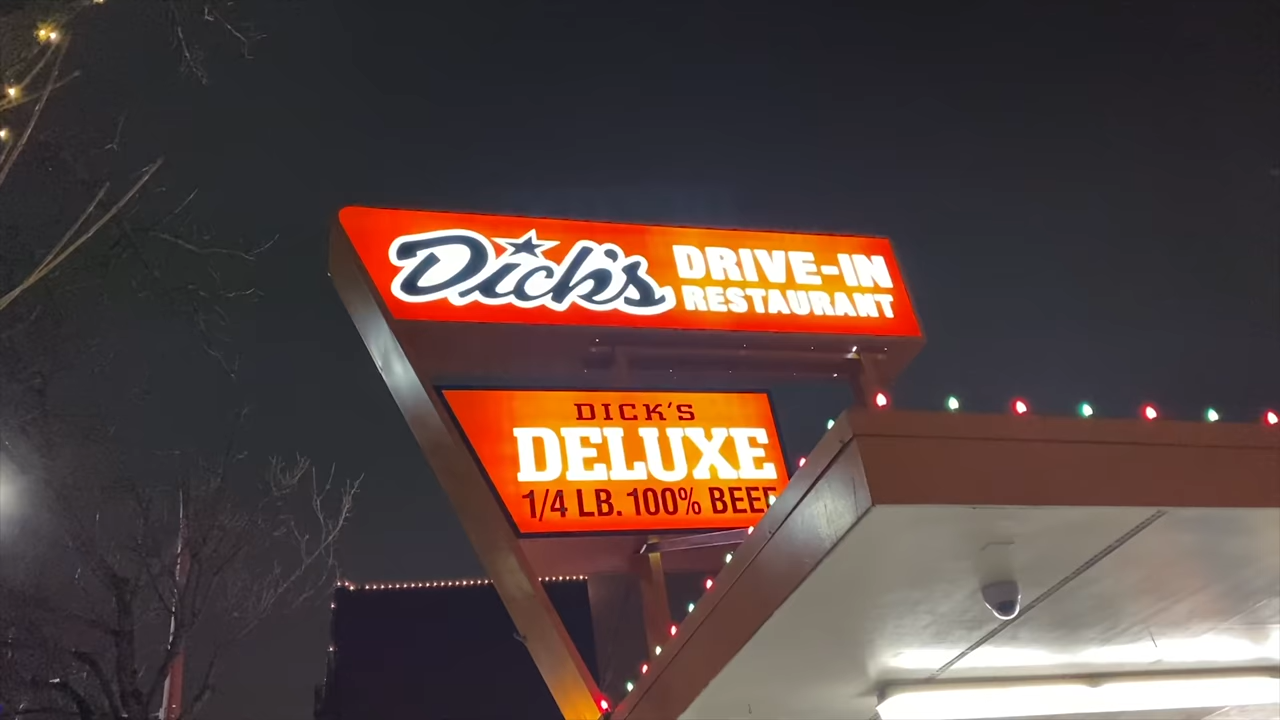 Dick's DRIVE-IN
RESTAURANT
DICK'S
DELUXE
1/4 LB. 100% BEEF